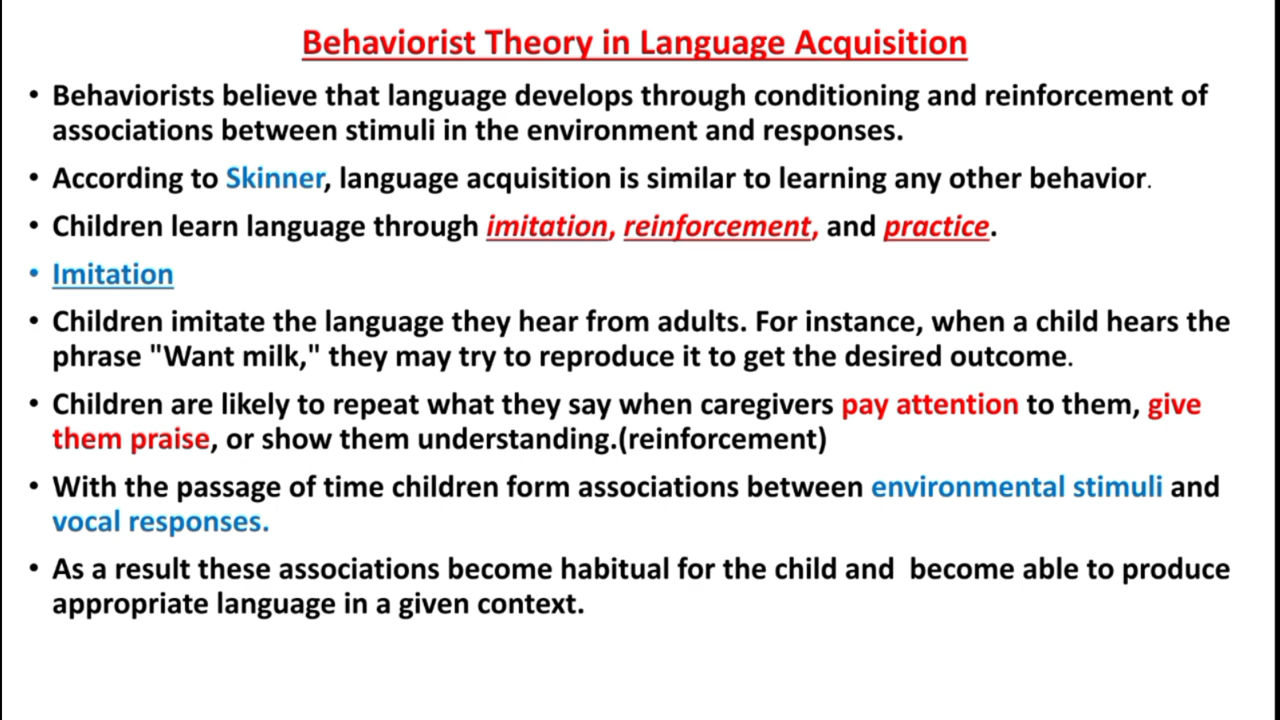 Behaviorist Theory in Language Acquisition
• Behaviorists believe that language develops through conditioning and reinforcement of
associations between stimuli in the environment and responses.
• According to Skinner, language acquisition is similar to learning any other behavior.
• Children learn language through imitation, reinforcement, and practice.
• Imitation
• Children imitate the language they hear from adults. For instance, when a child hears the
phrase "Want milk," they may try to reproduce it to get the desired outcome.
• Children are likely to repeat what they say when caregivers pay attention to them, give
them praise, or show them understanding.(reinforcement)
• With the passage of time children form associations between environmental stimuli and
vocal responses.
• As a result these associations become habitual for the child and  become able to produce
appropriate language in a given context.